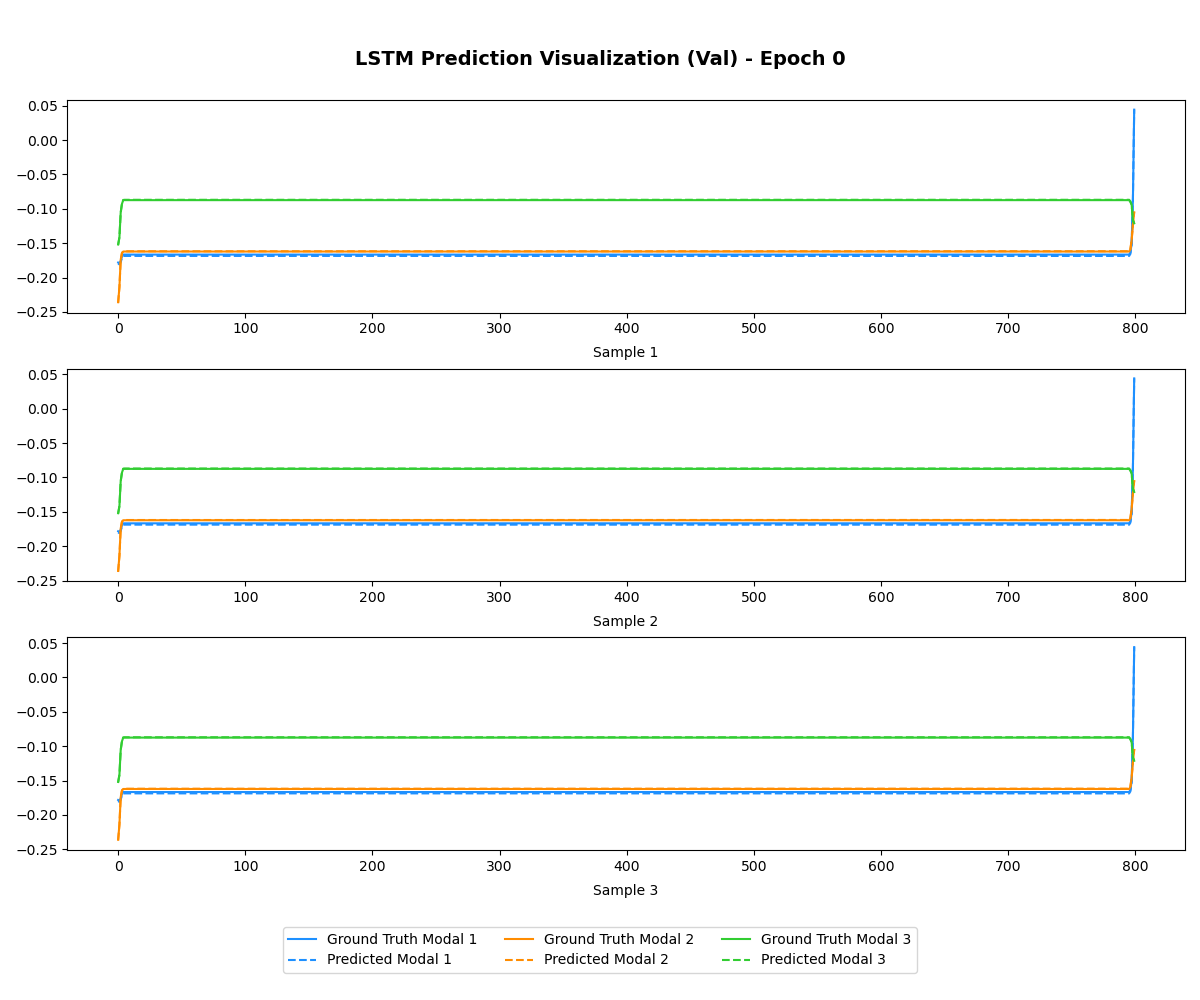 LSTM Prediction Visualization (Val) - Epoch 0
0.05
0.00
−0.05
−0.10
−0.15
−0.20
−0.25
0 100 200 300 400 500 600 700 800
Sample 1
0.05
0.00
−0.05
−0.10
−0.15
−0.20
−0.25
0 100 200 300 400 500 600 700 800
Sample 2
0.05
0.00
−0.05
−0.10
−0.15
−0.20
−0.25
0 100 200 300 400 500 600 700 800
Sample 3
Ground Truth Modal 1 Ground Truth Modal 2 Ground Truth Modal 3
Predicted Modal 1 Predicted Modal 2 Predicted Modal 3